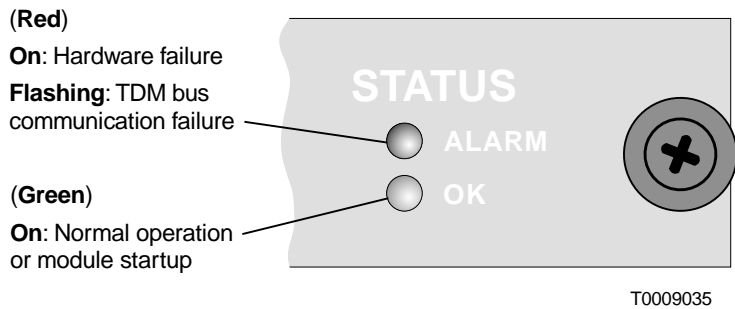 (Red)
On: Hardware failure
Flashing: TDM bus
communication failure
(Green)
On: Normal operation
or module startup
STATUS
ALARM
OK
T0009035